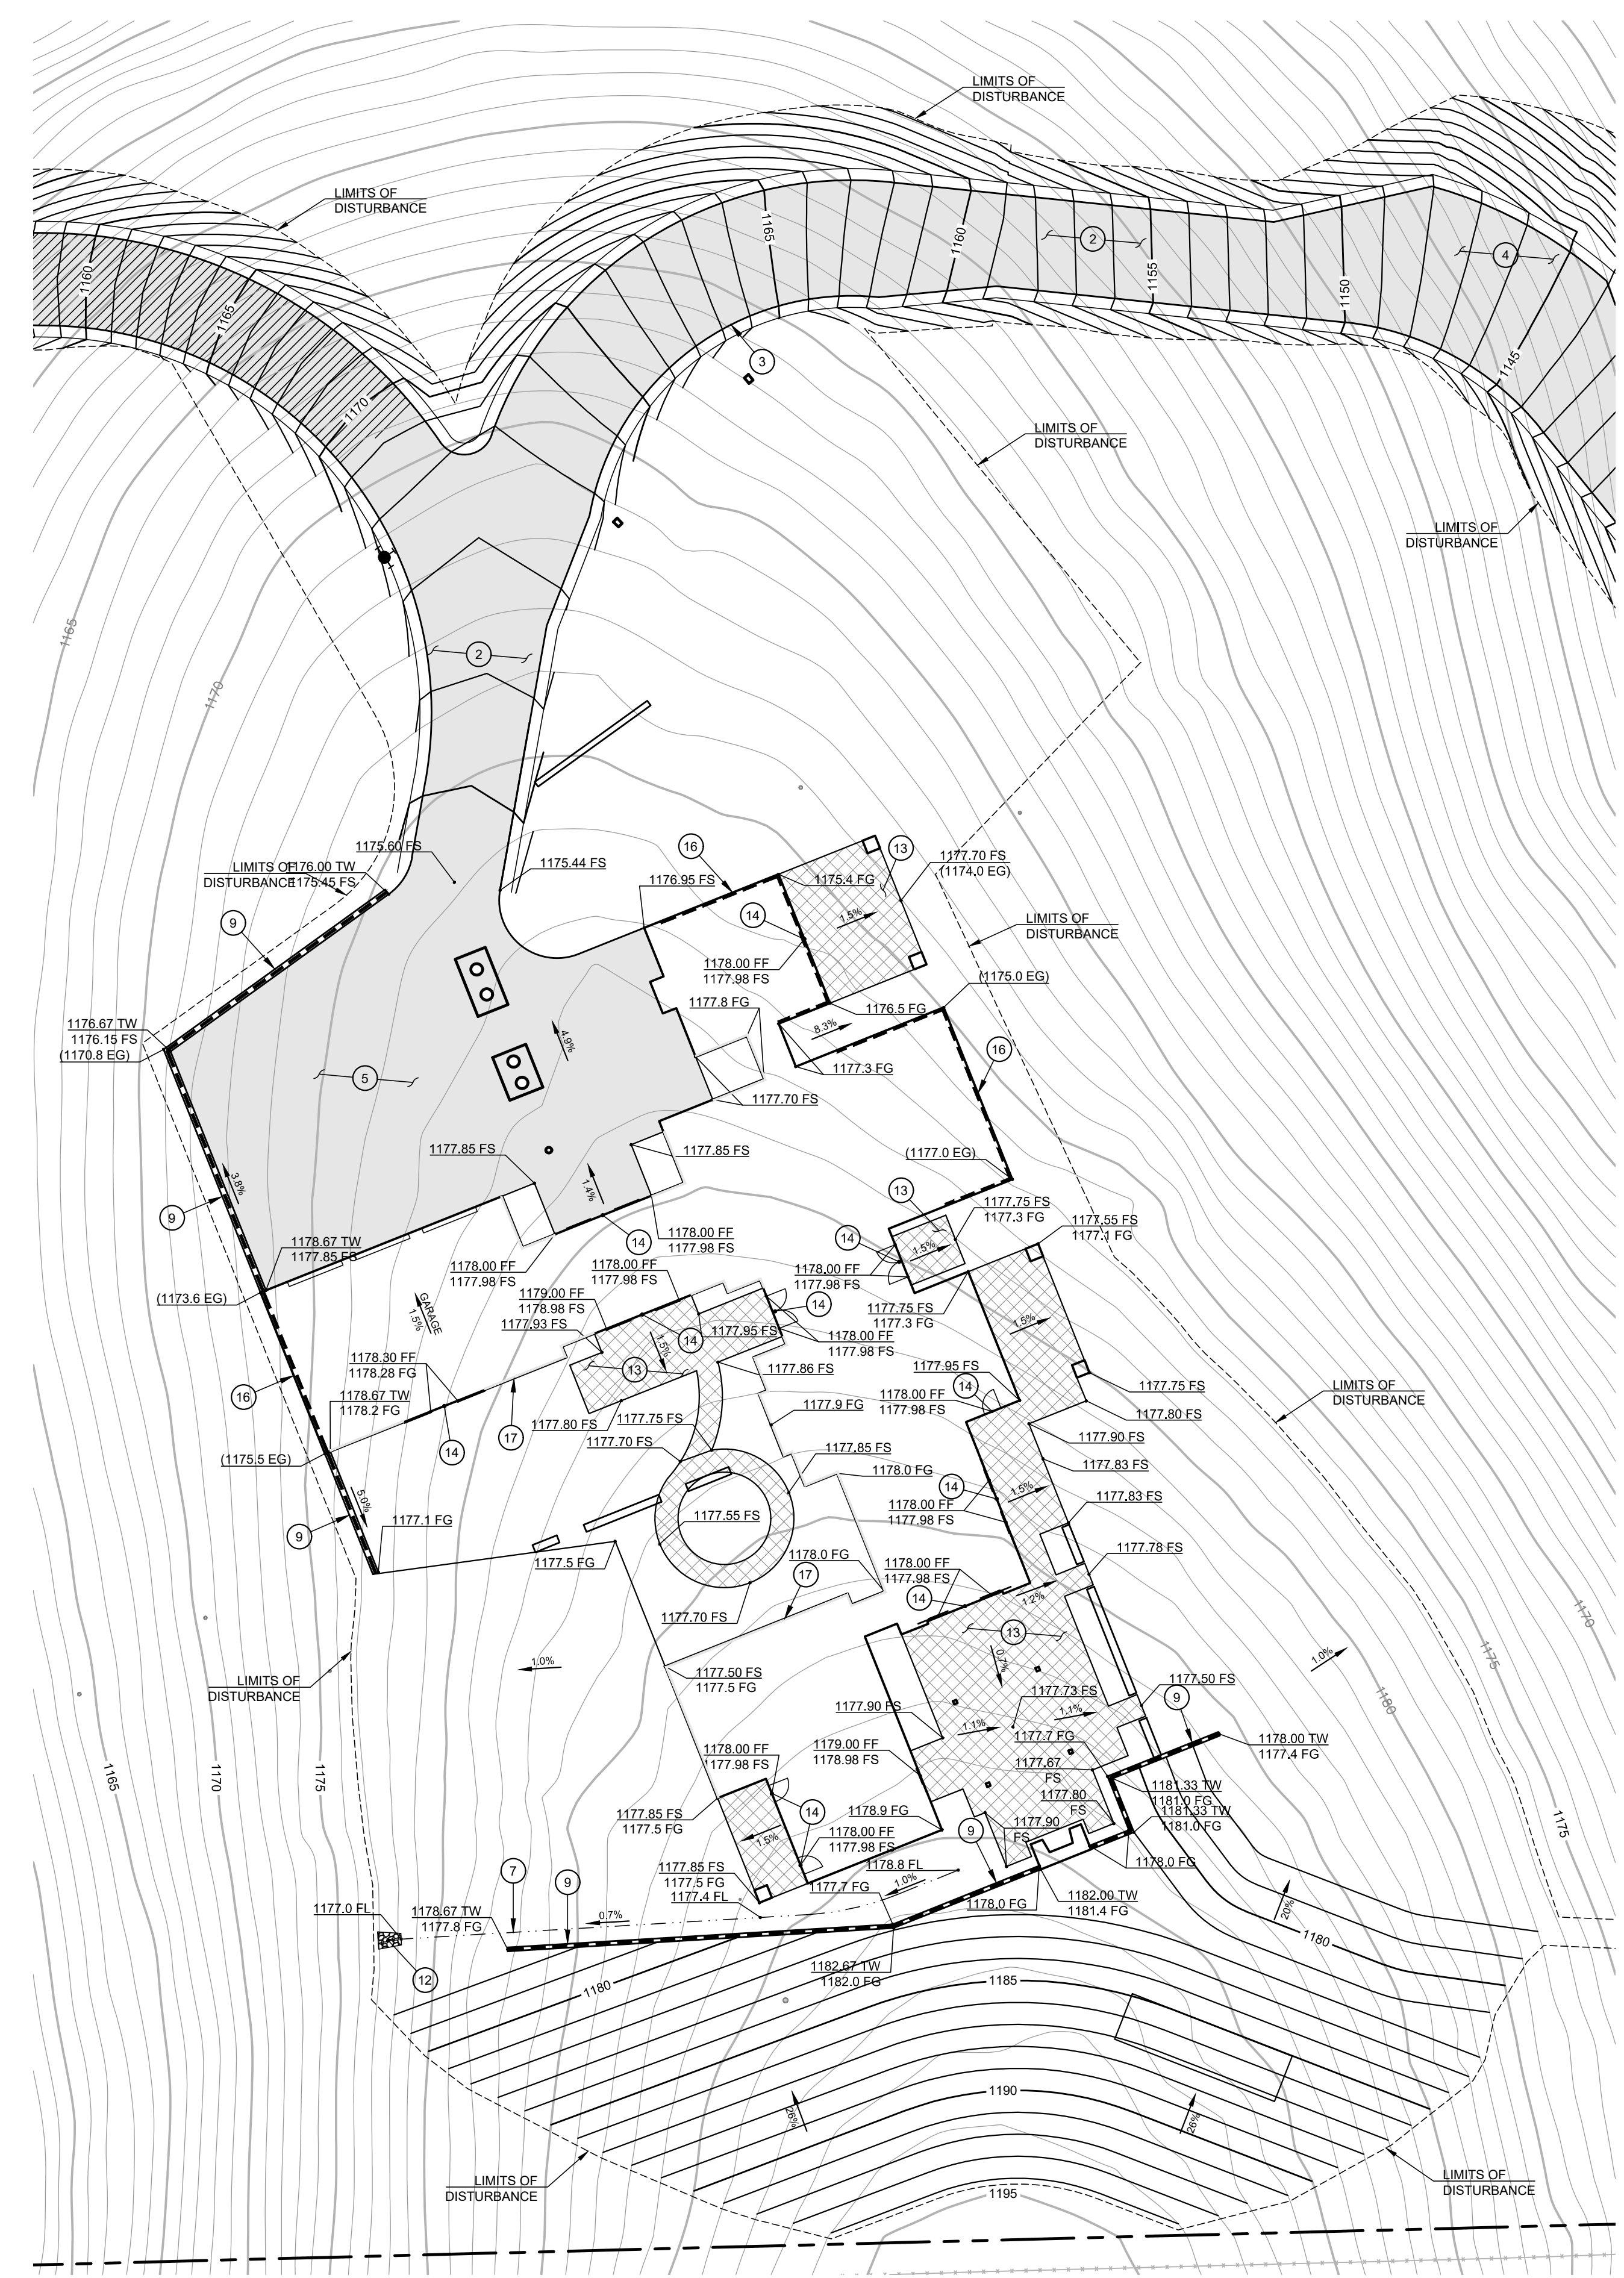 LIMITS OF
DISTURBANCE
LIMITS OF
DISTURBANCE
1165
1160
2
1155
1150
4
1160
1165
1170
3
1145
LIMITS OF
DISTURBANCE
LIMITS OF
DISTURBANCE
1165
1170
2
1175.60 FS
LIMITS OF
DISTURBANCE
1176.00 TW
1175.45 FS
1175.44 FS
16
1176.95 FS
1175.4 FG
13
1177.70 FS
(1174.0 EG)
9
14
1.5%
LIMITS OF
DISTURBANCE
1178.00 FF
1177.98 FS
(1175.0 EG)
1177.8 FG
1176.5 FG
1176.67 TW
1176.15 FS
(1170.8 EG)
4.9%
8.3%
16
5
1177.3 FG
1177.70 FS
1177.85 FS
1177.85 FS
(1177.0 EG)
3.8%
1.4%
13
1177.75 FS
1177.3 FG
9
1177.55 FS
1177.1 FG
14
1178.00 FF
1177.98 FS
14
1.5%
1178.67 TW
1177.85 FS
1178.00 FF
1177.98 FS
1178.00 FF
1177.98 FS
1178.00 FF
1177.98 FS
(1173.6 EG)
GARAGE
1.5%
1179.00 FF
1178.98 FS
1177.93 FS
14
1177.75 FS
1177.3 FG
1.5%
14
1177.95 FS
1178.00 FF
1177.98 FS
1.5%
13
1178.30 FF
1178.28 FG
1177.86 FS
1177.95 FS
16
1178.67 TW
1178.2 FG
14
1178.00 FF
1177.98 FS
1177.75 FS
LIMITS OF
DISTURBANCE
1177.9 FG
1177.80 FS
1177.80 FS
1177.75 FS
17
14
1177.70 FS
1177.90 FS
(1175.5 EG)
1177.85 FS
1177.83 FS
1178.0 FG
14
1.5%
5.0%
1178.00 FF
1177.98 FS
1177.83 FS
9
1177.1 FG
1177.55 FS
1177.5 FG
1178.0 FG
1178.00 FF
1177.98 FS
1177.78 FS
17
14
1.2%
1177.70 FS
13
1170
1175
1180
1.0%
0.7%
1.0%
LIMITS OF
DISTURBANCE
1177.50 FS
1177.5 FG
1177.50 FS
1177.90 FS
1177.73 FS
9
1.1%
1.1%
1178.00 FF
1177.98 FS
1179.00 FF
1178.98 FS
1177.7 FG
1178.00 TW
1177.4 FG
1177.67
FS
1165
1170
1175
1181.33 TW
1181.0 FG
1177.80
FS
1177.85 FS
1177.5 FG
14
1178.9 FG
1181.33 TW
1181.0 FG
1177.90
FS
9
1175
1.5%
1178.00 FF
1177.98 FS
7
9
1177.85 FS
1177.5 FG
1177.4 FL
1178.8 FL
1.0%
1178.0 FG
1177.7 FG
1177.0 FL
1178.67 TW
1177.8 FG
0.7%
1178.0 FG
1182.00 TW
1181.4 FG
20%
1180
12
1180
1182.67 TW
1182.0 FG
1185
1190
26%
26%
LIMITS OF
DISTURBANCE
LIMITS OF
DISTURBANCE
1195